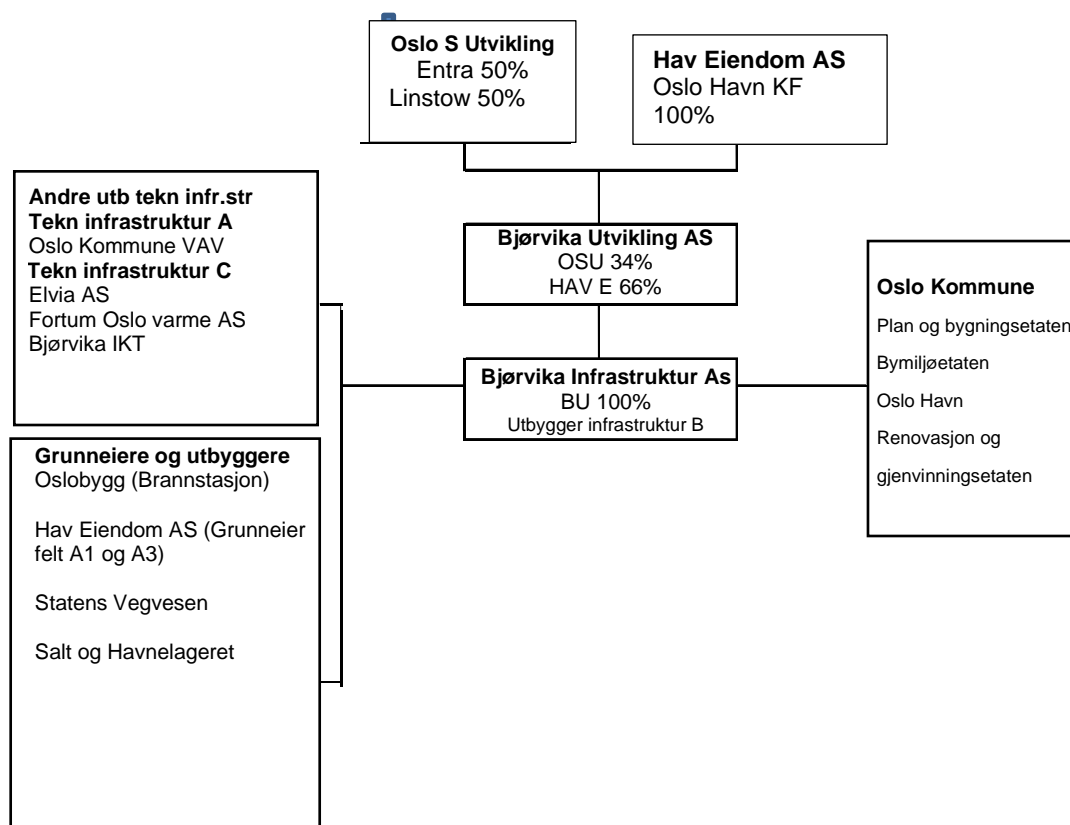 Oslo S Utvikling
Entra 50%
Linstow 50%
Hav Eiendom AS
Oslo Havn KF
100%
Andre utb tekn infr.str
Tekn infrastruktur A
Oslo Kommune VAV
Tekn infrastruktur C
Elvia AS
Fortum Oslo varme AS
Bjørvika IKT
Bjørvika Utvikling AS
OSU 34%
HAV E 66%
Bjørvika Infrastruktur As
BU 100%
Utbygger infrastruktur B
Oslo Kommune
Plan og bygningsetaten
Bymiljøetaten
Oslo Havn
Renovasjon og
gjenvinningsetaten
Grunneiere og utbyggere
Oslobygg (Brannstasjon)
Hav Eiendom AS (Grunneier
felt A1 og A3)
Statens Vegvesen
Salt og Havnelageret